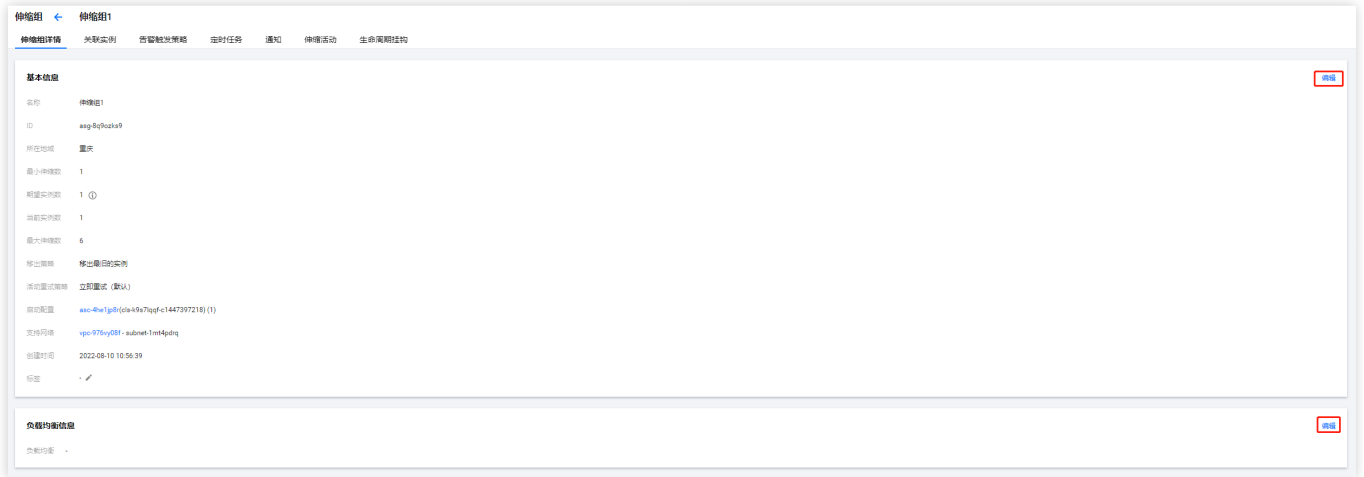 伸缩组 伸缩组1
伸缩组详情 关联实例 告警触发策略 定时任务 通知 伸缩活动 生命周期挂钩
基本信息 编辑
名称 伸缩组1
ID asg-8q9ozks9
所在地域 重庆
最小伸缩数 1
期望实例数 1
当前实例数 1
最大伸缩数 6
移出策略 移出最旧的实例
活动重试策略 立即重试（默认）
启动配置 asc-4he1jp8r(cls-k9s7lqqf-c1447397218) (1)
支持网络 vpc-976vy08f - subnet-1mt4pdrq
创建时间 2022-08-10 10:56:39
标签 -
负载均衡信息 编辑
负载均衡 -